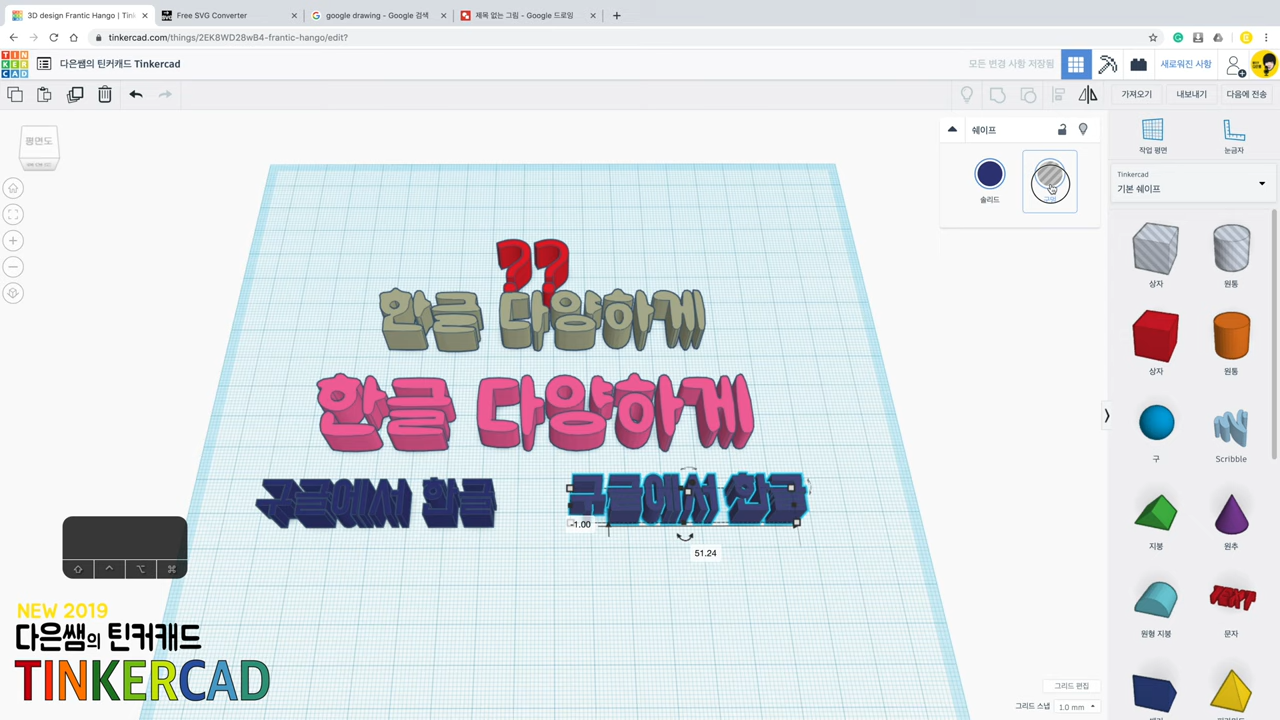 3D design Frantic Hango | Tink
Free SVG Converter
google drawing - Google 검색
제목 없는 그림 - Google 드로잉
tinkercad.com/things/2EK8WD28wB4-frantic-hango/edit?
TIN
KER
CAD
다은쌤의 틴커캐드 Tinkercad
모든 변경 사항 저장됨
새로워진 사항
가져오기
내보내기
다음에 전송
평면도
쉐이프
솔리드
구멍
작업 평면
눈금자
Tinkercad
기본 쉐이프
상자
원통
상자
원통
구
Scribble
지붕
원추
원형 지붕
TEXT
문자
??
한글 다양하게
한글 다양하게
구글에서 한글
구글에서 한글
-1.00
51.24
NEW 2019
다은쌤의 틴커캐드
TINKERCAD
그리드 편집
그리드 스냅
1.0 mm